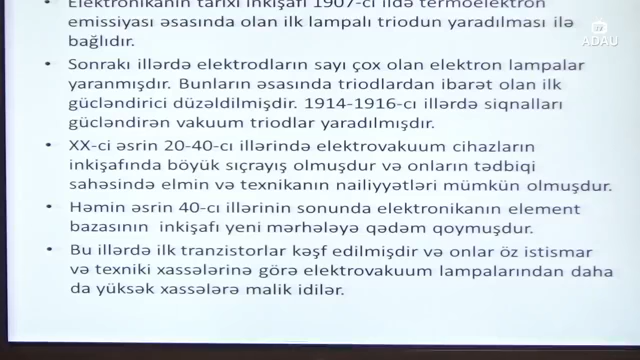 Elektronikanın tarixi inkişafı 1907-ci ildə termoelektron
emissiyası əsasında olan ilk lampalı triodun yaradılması ilə
bağlıdır.
• Sonrakı illərdə elektrodların sayı çox olan elektron lampalar
yaranmışdır. Bunların əsasında triodlardan ibarət olan ilk
gücləndirici düzəldilmişdir. 1914-1916-cı illərdə siqnalları
gücləndirən vakuum triodlar yaradılmışdır.
• XX-ci əsrin 20-40-cı illərində elektrovakuum cihazların
inkişafında böyük sıçrayış olmuşdur və onların tədbiqi
sahəsində elmin və texnikanın nailiyyətləri mümkün olmuşdur.
• Həmin əsrin 40-cı illərinin sonunda elektronikanın element
bazasının inkişafı yeni mərhələyə qədəm qoymuşdur.
• Bu illərdə ilk tranzistorlar kəşf edilmişdir və onlar öz istismar
və texniki xassələrinə görə elektrovakuum lampalarından daha
da yüksək xassələrə malik idilər.
ADAU